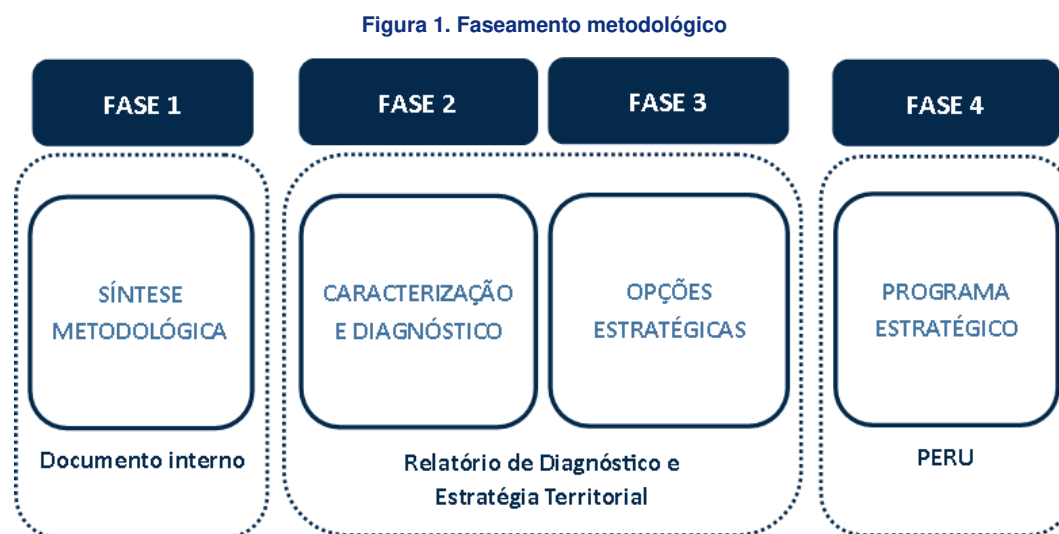 Figura 1. Faseamento metodológico
FASE 1
FASE 2
FASE 3
FASE 4
SÍNTESE
METODOLÓGICA
CARACTERIZAÇÃO
E DIAGNÓSTICO
OPÇÕES
ESTRATÉGICAS
PROGRAMA
ESTRATÉGICO
Documento interno
Relatório de Diagnóstico e
Estratégia Territorial
PERU